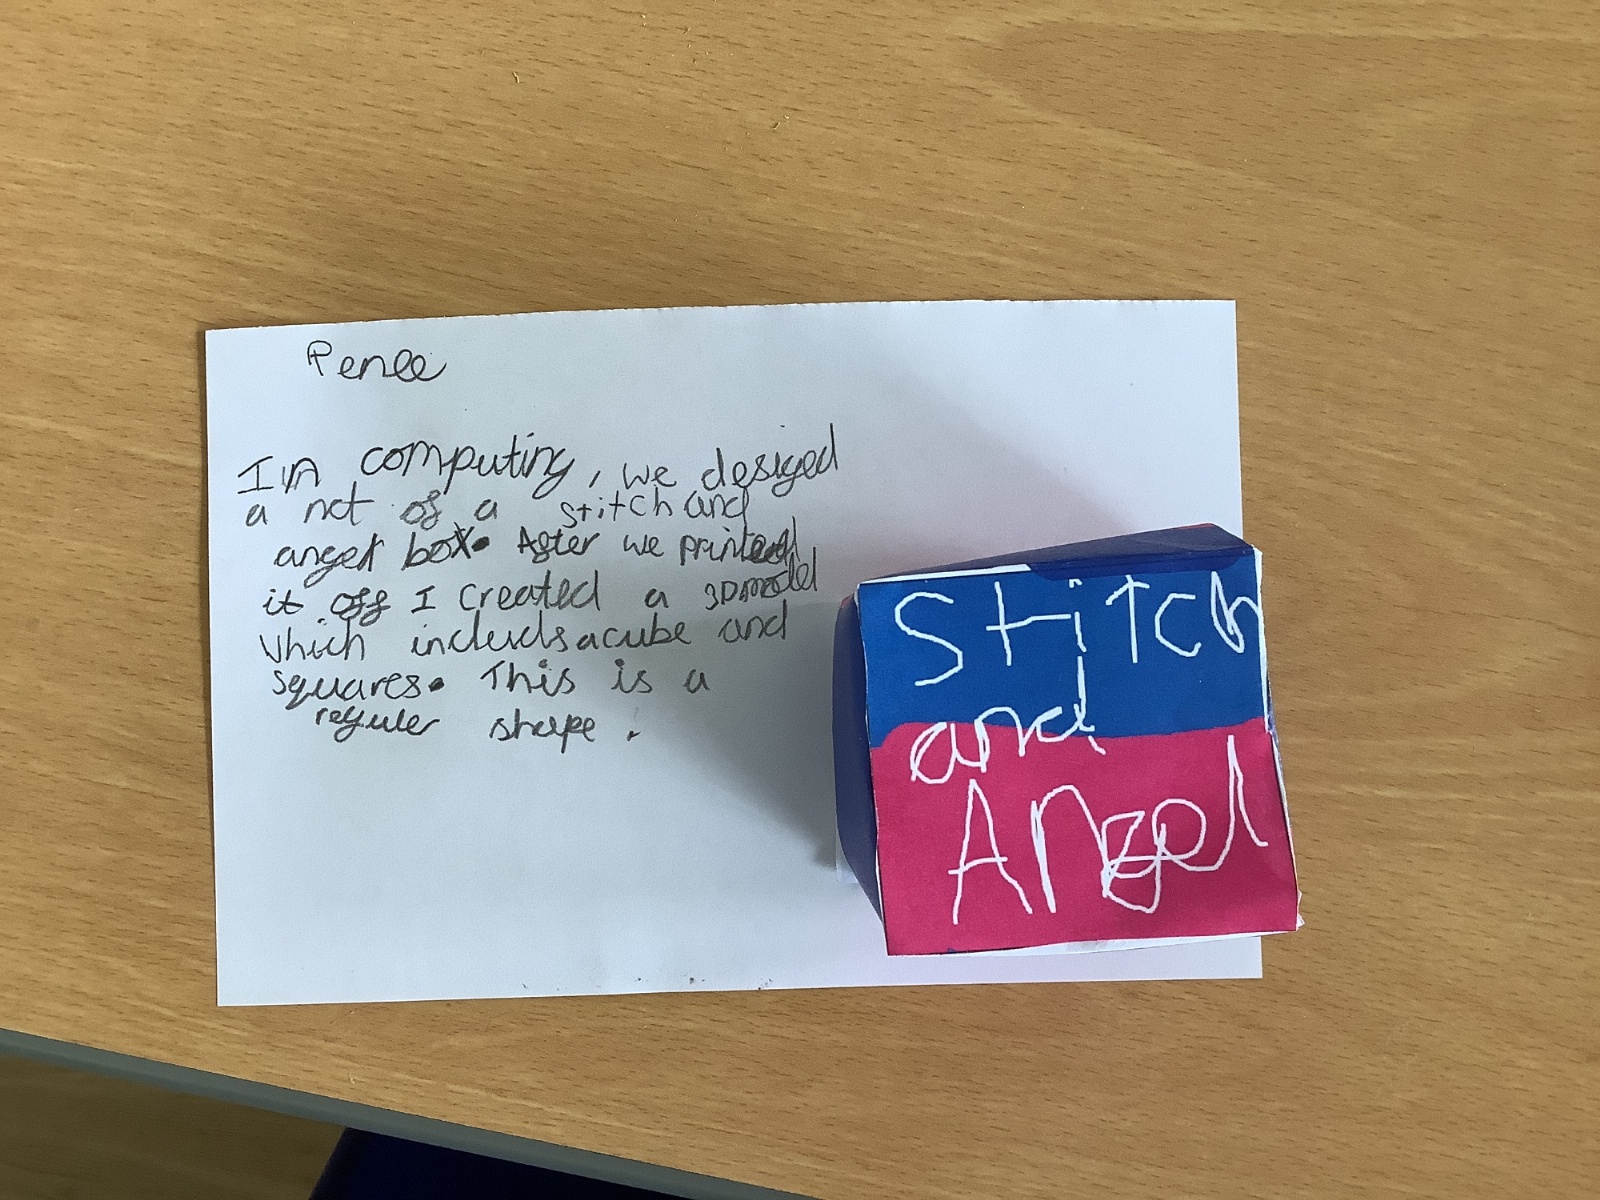 Renee
In computing, we desiged
a net of a stitch and
angel box. After we printed
it off I created a 3D model
which includs a cube and
squares. This is a
reguler shape.
Stitch
and
Angel